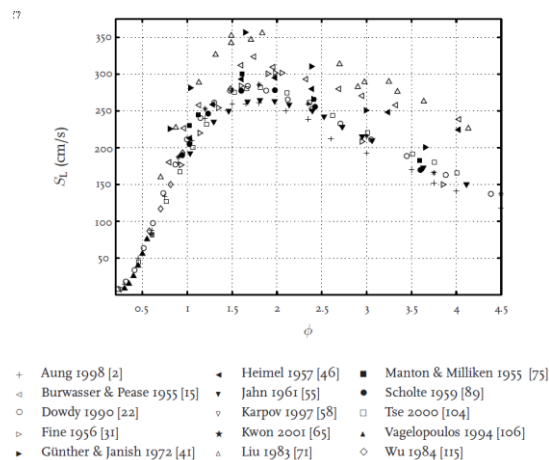 350
300
250
200
150
100
50
S_L (cm/s)
0.5 1 1.5 2 2.5 3 3.5 4 4.5
ϕ
+ Aung 1998 [2]
◁ Burwasser & Pease 1955 [15]
○ Dowdy 1990 [22]
▷ Fine 1956 [31]
▶ Günther & Janish 1972 [41]
◀ Heimel 1957 [46]
▼ Jahn 1961 [55]
▽ Karpov 1997 [58]
★ Kwon 2001 [65]
△ Liu 1983 [71]
■ Manton & Milliken 1955 [75]
● Scholte 1959 [89]
□ Tse 2000 [104]
▲ Vagelopoulos 1994 [106]
◇ Wu 1984 [115]